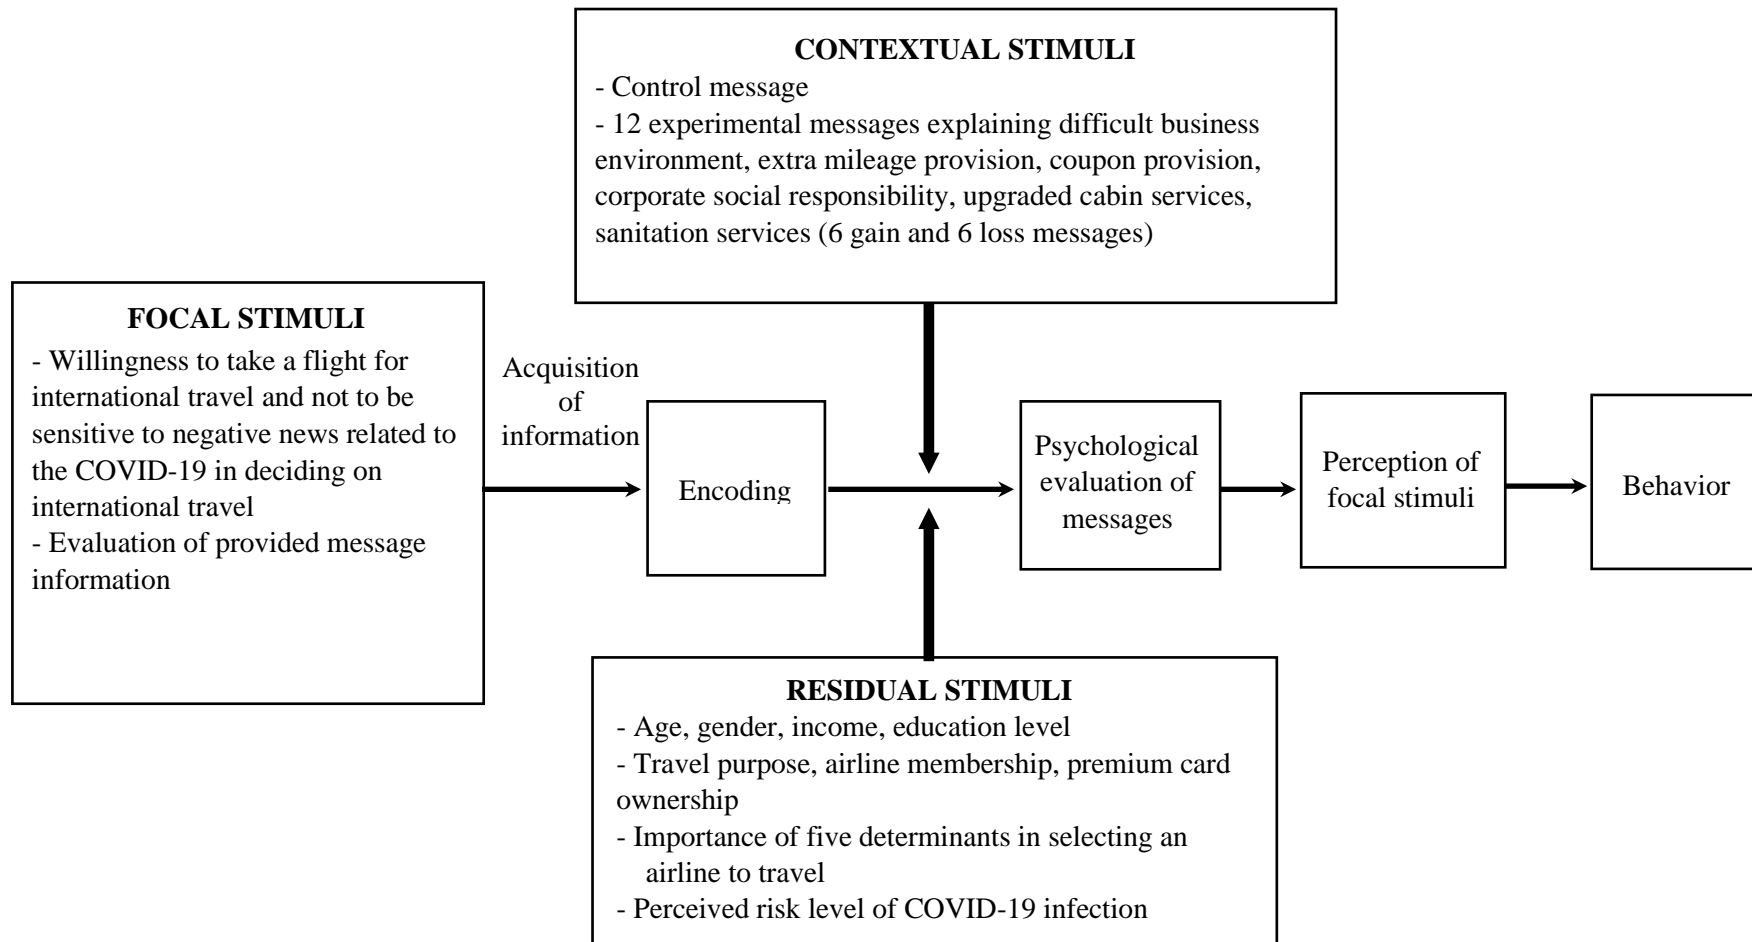 CONTEXTUAL STIMULI
- Control message
- 12 experimental messages explaining difficult business
environment, extra mileage provision, coupon provision,
corporate social responsibility, upgraded cabin services,
sanitation services (6 gain and 6 loss messages)
FOCAL STIMULI
- Willingness to take a flight for
international travel and not to be
sensitive to negative news related to
the COVID-19 in deciding on
international travel
- Evaluation of provided message
information
Acquisition
of
information
Encoding
Psychological
evaluation of
messages
Perception of
focal stimuli
Behavior
RESIDUAL STIMULI
- Age, gender, income, education level
- Travel purpose, airline membership, premium card
ownership
- Importance of five determinants in selecting an
airline to travel
- Perceived risk level of COVID-19 infection